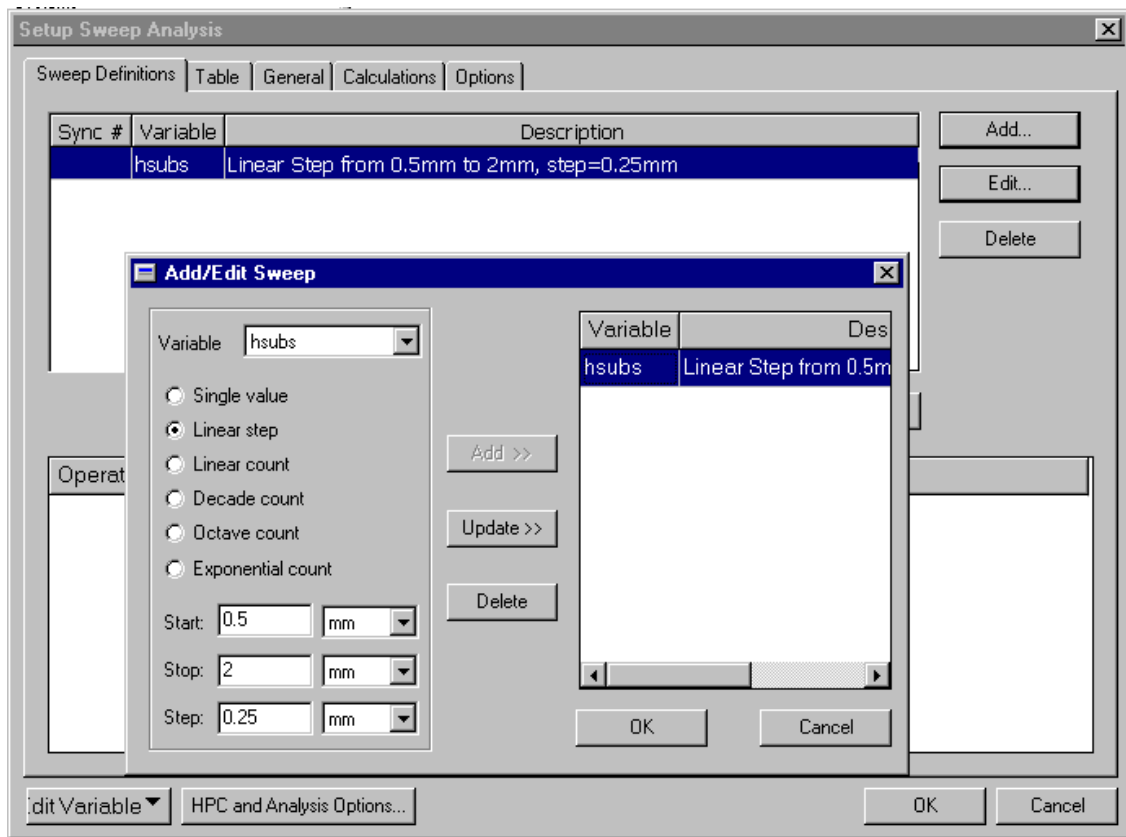 Setup Sweep Analysis
Sweep Definitions Table General Calculations Options
Sync # Variable Description
hsubs Linear Step from 0.5mm to 2mm, step=0.25mm
Add...
Edit...
Delete
Add/Edit Sweep
Variable hsubs
Single value
Linear step
Linear count
Decade count
Octave count
Exponential count
Start: 0.5 mm
Stop: 2 mm
Step: 0.25 mm
Add >>
Update >>
Delete
Variable Des
hsubs Linear Step from 0.5m
OK Cancel
Operat
dit Variable HPC and Analysis Options...
OK Cancel